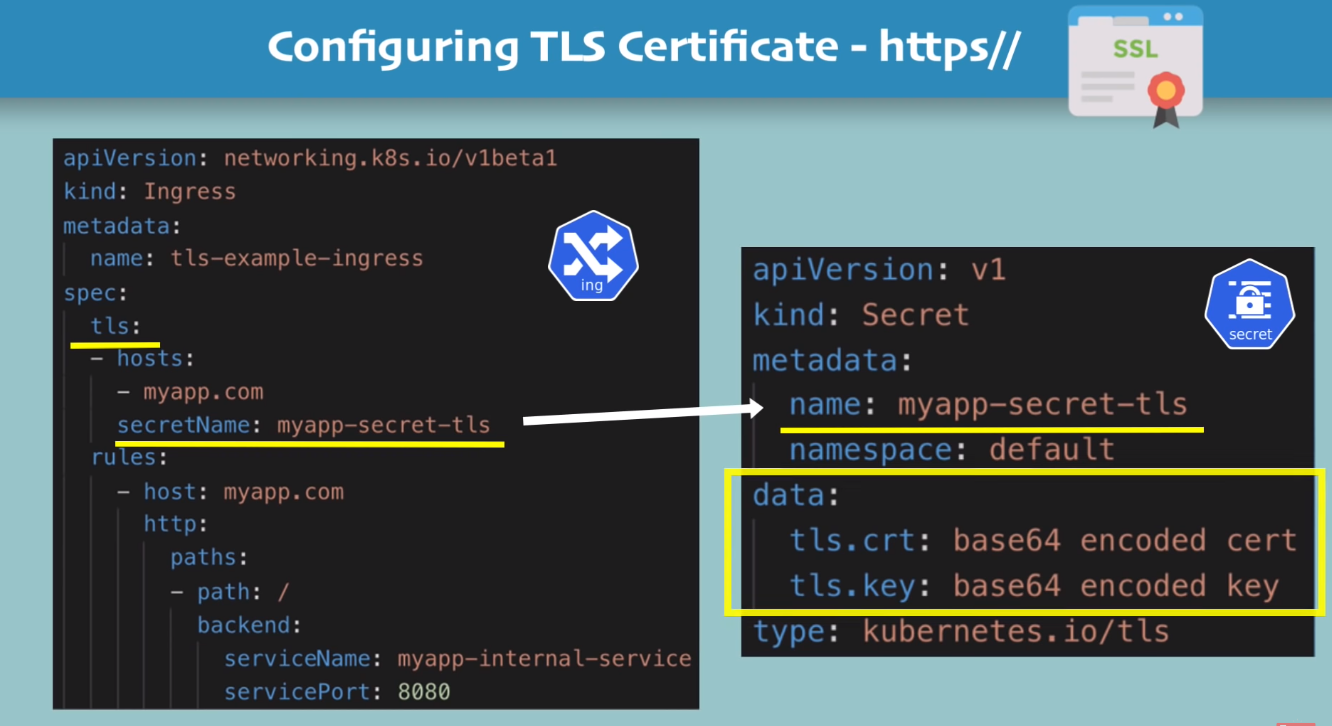 Configuring TLS Certificate - https//
SSL
apiVersion: networking.k8s.io/v1beta1
kind: Ingress
metadata:
  name: tls-example-ingress
spec:
  tls:
  - hosts:
    - myapp.com
    secretName: myapp-secret-tls
  rules:
    - host: myapp.com
      http:
        paths:
        - path: /
          backend:
            serviceName: myapp-internal-service
            servicePort: 8080
ing
apiVersion: v1
kind: Secret
metadata:
  name: myapp-secret-tls
  namespace: default
data:
  tls.crt: base64 encoded cert
  tls.key: base64 encoded key
type: kubernetes.io/tls
secret